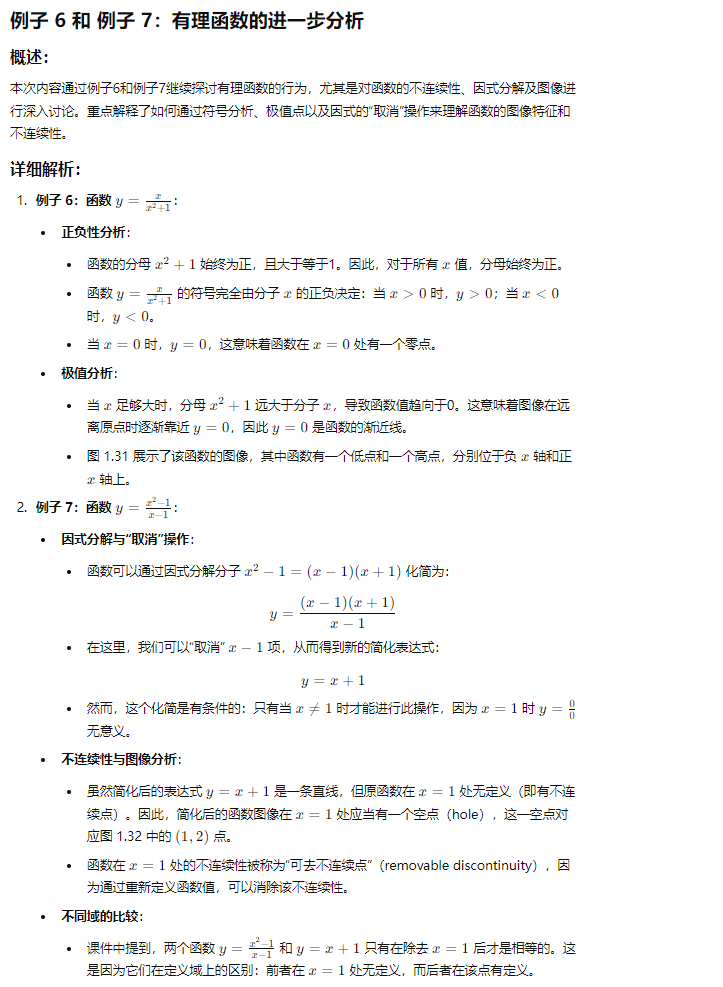 例子 6 和 例子 7：有理函数的进一步分析
概述：
本次内容通过例子6和例子7继续探讨有理函数的行为，尤其是对函数的不连续性、因式分解及图像进
行深入讨论。重点解释了如何通过符号分析、极值点以及因式的“取消”操作来理解函数的图像特征和
不连续性。
详细解析：
1. 例子 6：函数 y = x/(x²+1)：
• 正负性分析：
• 函数的分母 x² + 1 始终为正，且大于等于1。因此，对于所有 x 值，分母始终为正。
• 函数 y = x/(x²+1) 的符号完全由分子 x 的正负决定：当 x > 0 时，y > 0；当 x < 0
时，y < 0。
• 当 x = 0 时，y = 0，这意味着函数在 x = 0 处有一个零点。
• 极值分析：
• 当 x 足够大时，分母 x² + 1 远大于分子 x，导致函数值趋向于0。这意味着图像在远
离原点时逐渐靠近 y = 0，因此 y = 0 是函数的渐近线。
• 图 1.31 展示了该函数的图像，其中函数有一个低点和一个高点，分别位于负 x 轴和正
x 轴上。
2. 例子 7：函数 y = (x²−1)/(x−1)：
• 因式分解与“取消”操作：
• 函数可以通过因式分解分子 x² − 1 = (x − 1)(x + 1) 化简为：
y = (x − 1)(x + 1)/(x − 1)
• 在这里，我们可以“取消” x − 1 项，从而得到新的简化表达式：
y = x + 1
• 然而，这个化简是有条件的：只有当 x ≠ 1 时才能进行此操作，因为 x = 1 时 y = 0/0
无意义。
• 不连续性与图像分析：
• 虽然简化后的表达式 y = x + 1 是一条直线，但原函数在 x = 1 处无定义（即有不连
续点）。因此，简化后的函数图像在 x = 1 处应当有一个空点（hole），这一空点对
应图 1.32 中的 (1, 2) 点。
• 函数在 x = 1 处的不连续性被称为“可去不连续点”（removable discontinuity），因
为通过重新定义函数值，可以消除该不连续性。
• 不同域的比较：
• 课件中提到，两个函数 y = (x²−1)/(x−1) 和 y = x + 1 只有在除去 x = 1 后才是相等的。这
是因为它们在定义域上的区别：前者在 x = 1 处无定义，而后者在该点有定义。